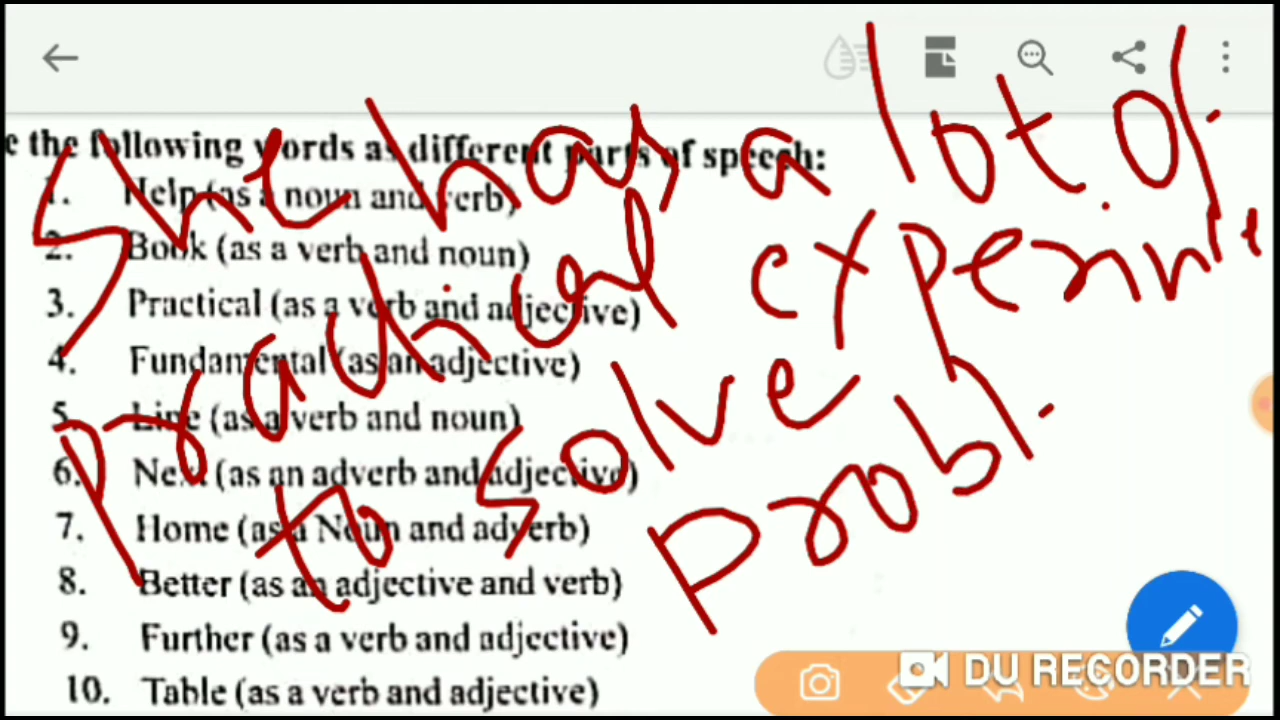 e the following words as different parts of speech:
1. Help (as a noun and verb)
2. Book (as a verb and noun)
3. Practical (as a verb and adjective)
4. Fundamental (as an adjective)
5. Line (as a verb and noun)
6. Next (as an adverb and adjective)
7. Home (as a Noun and adverb)
8. Better (as an adjective and verb)
9. Further (as a verb and adjective)
10. Table (as a verb and adjective)
She has a lot of
practical
to solve
probl
DU RECORDER